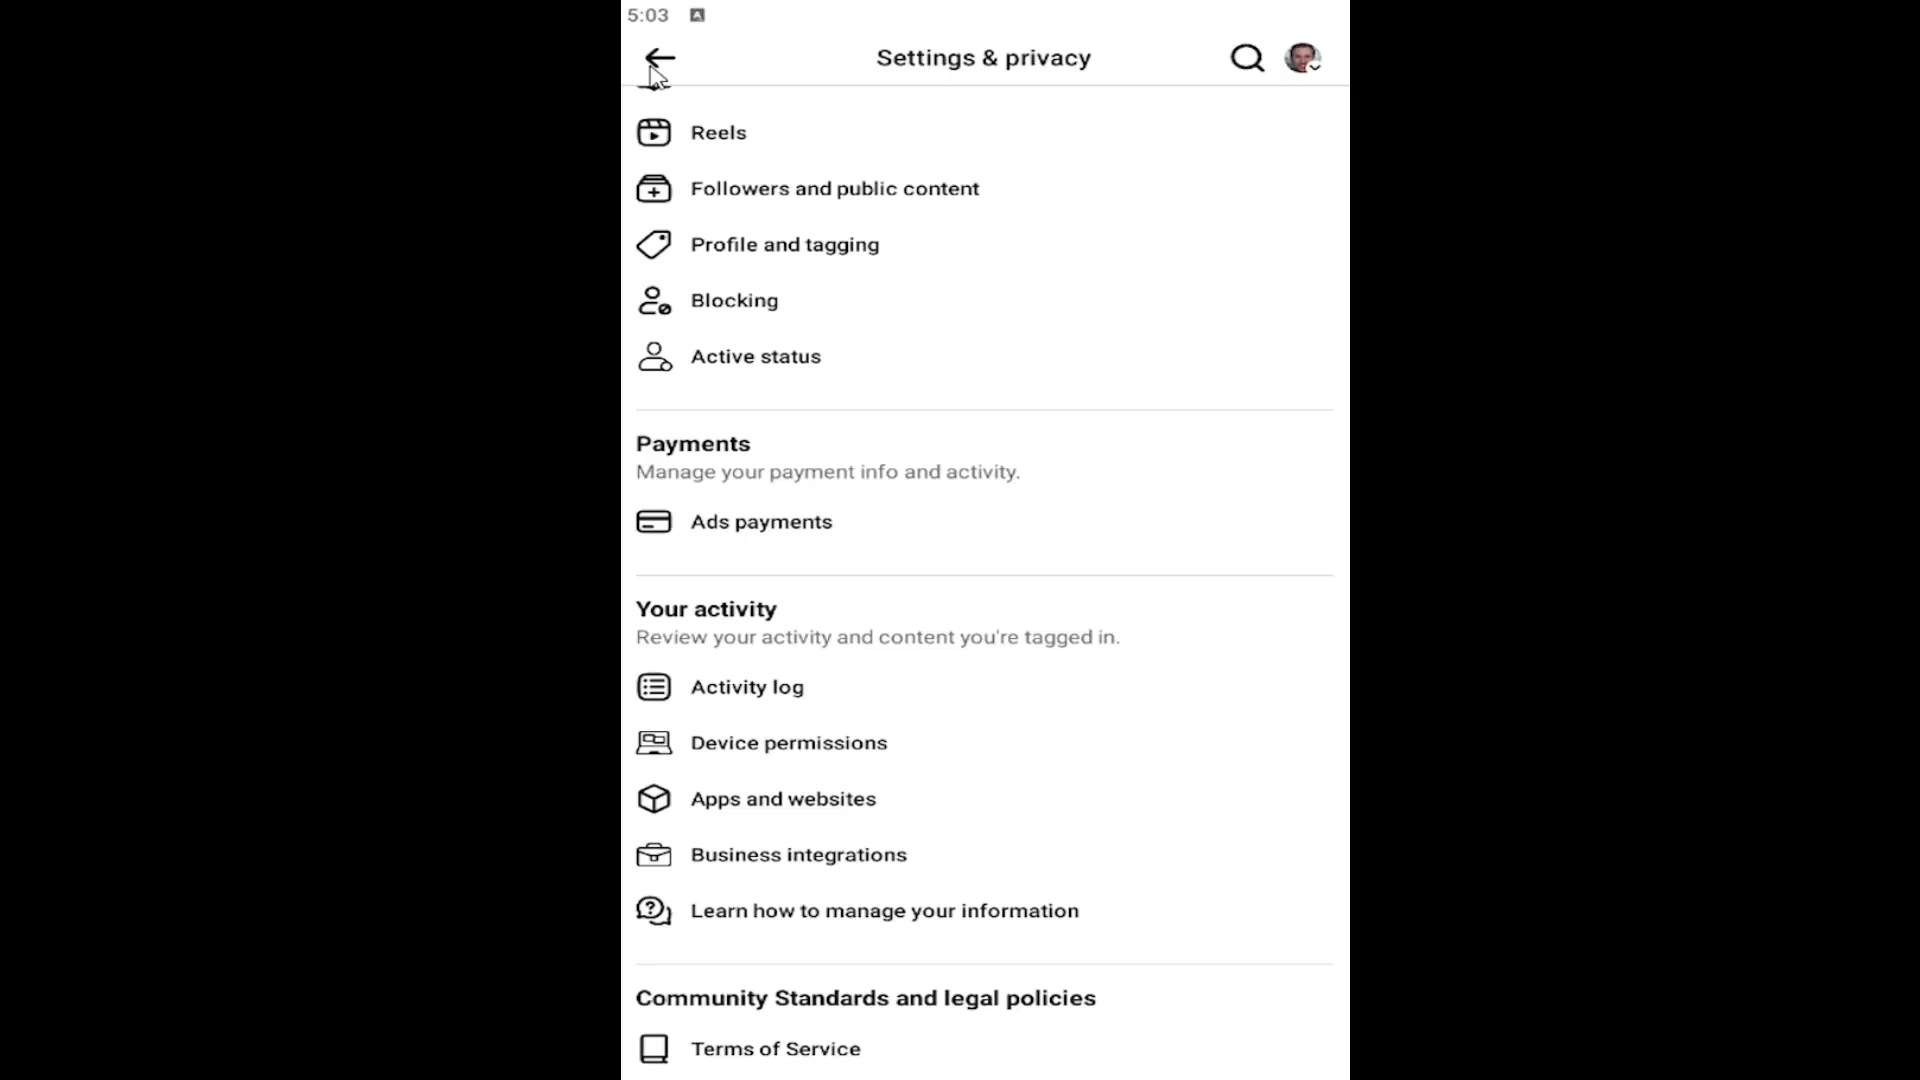 5:03
Settings & privacy
Reels
Followers and public content
Profile and tagging
Blocking
Active status
Payments
Manage your payment info and activity.
Ads payments
Your activity
Review your activity and content you're tagged in.
Activity log
Device permissions
Apps and websites
Business integrations
Learn how to manage your information
Community Standards and legal policies
Terms of Service